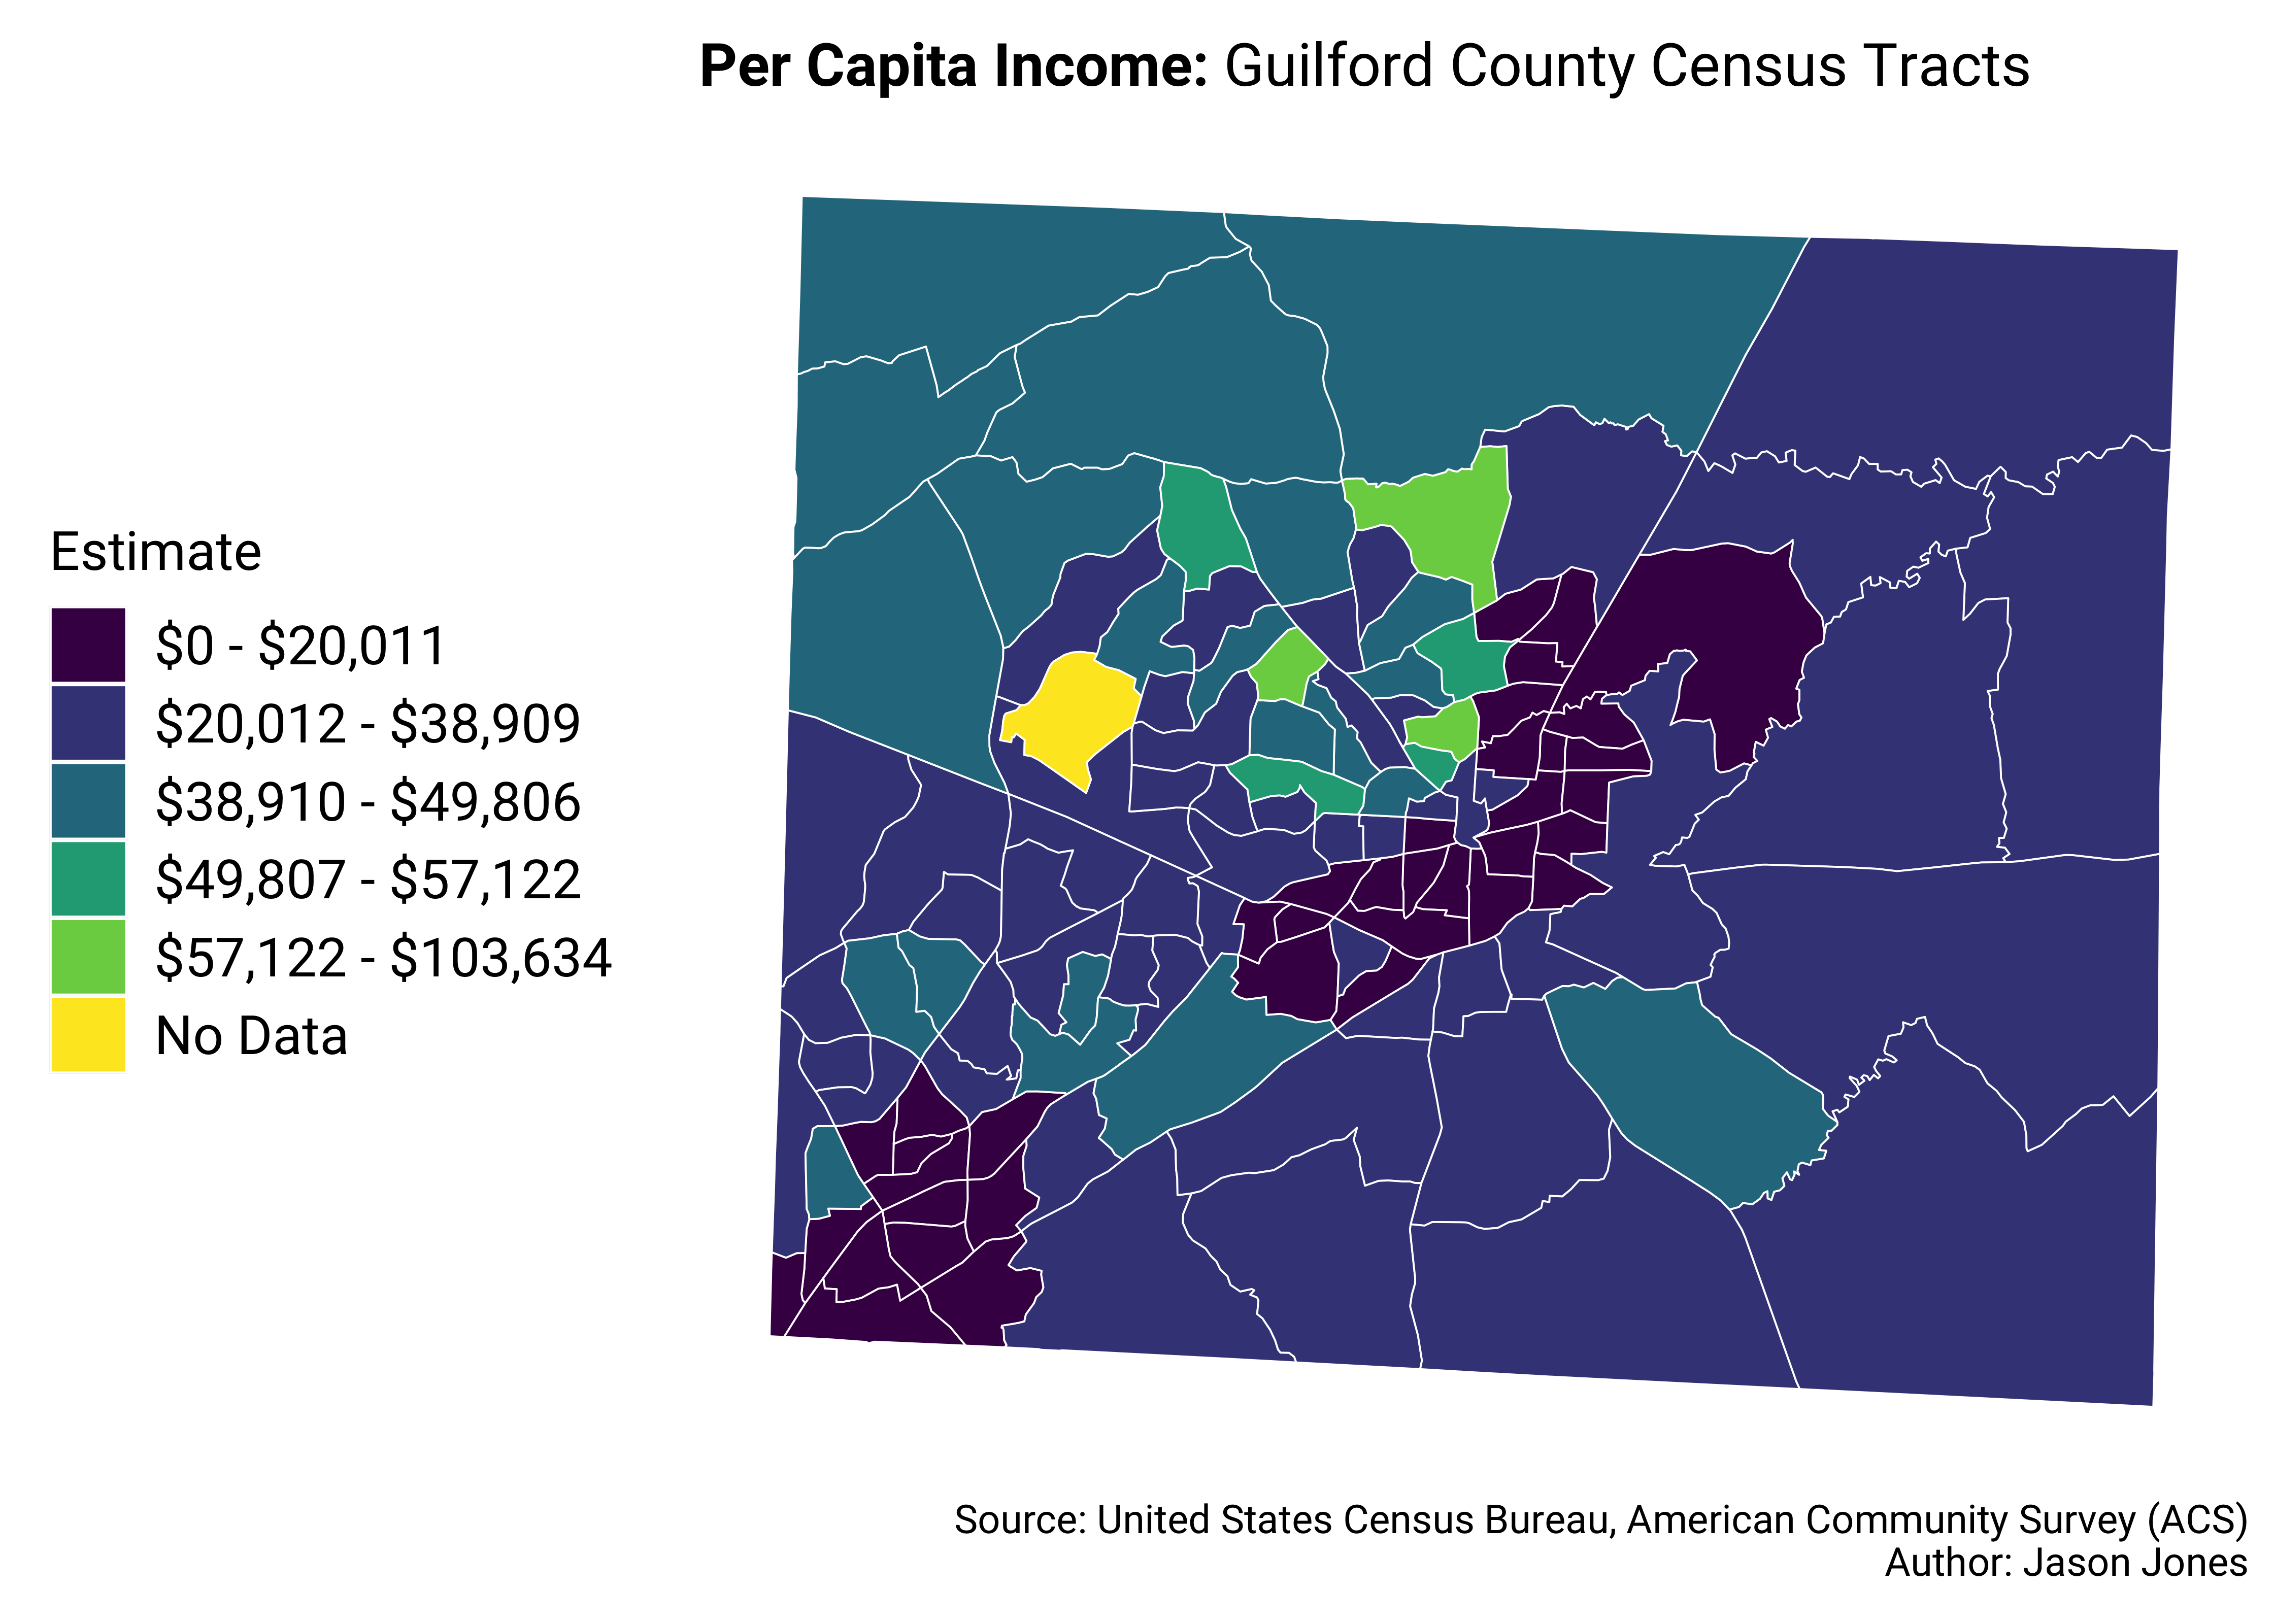 Per Capita Income: Guilford County Census Tracts
Estimate
$0 - $20,011
$20,012 - $38,909
$38,910 - $49,806
$49,807 - $57,122
$57,122 - $103,634
No Data
Source: United States Census Bureau, American Community Survey (ACS)
Author: Jason Jones